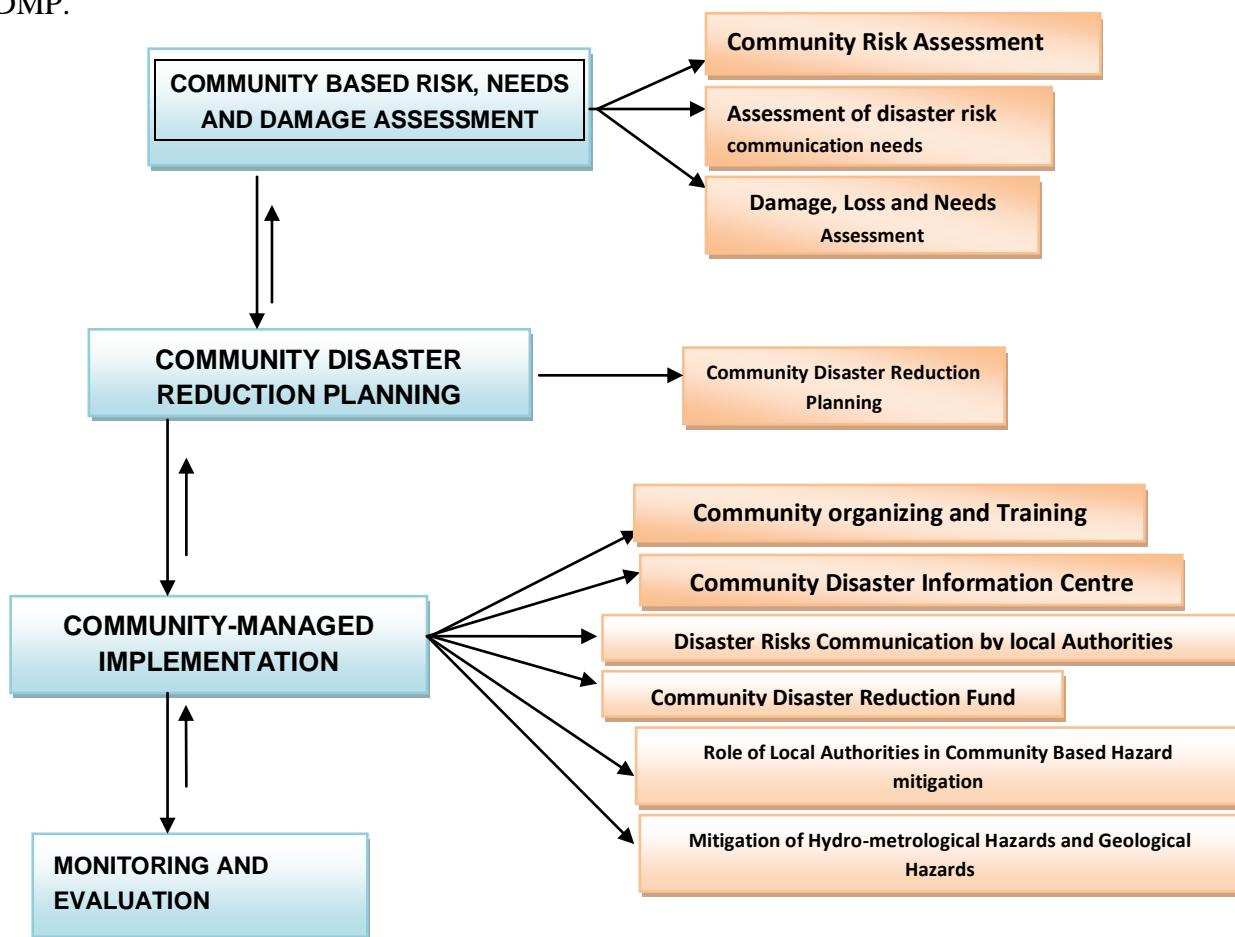 DMP.
COMMUNITY BASED RISK, NEEDS
AND DAMAGE ASSESSMENT
Community Risk Assessment
Assessment of disaster risk
communication needs
Damage, Loss and Needs
Assessment
COMMUNITY DISASTER
REDUCTION PLANNING
Community Disaster Reduction
Planning
COMMUNITY-MANAGED
IMPLEMENTATION
Community organizing and Training
Community Disaster Information Centre
Disaster Risks Communication by local Authorities
Community Disaster Reduction Fund
Role of Local Authorities in Community Based Hazard
mitigation
Mitigation of Hydro-metrological Hazards and Geological
Hazards
MONITORING AND
EVALUATION